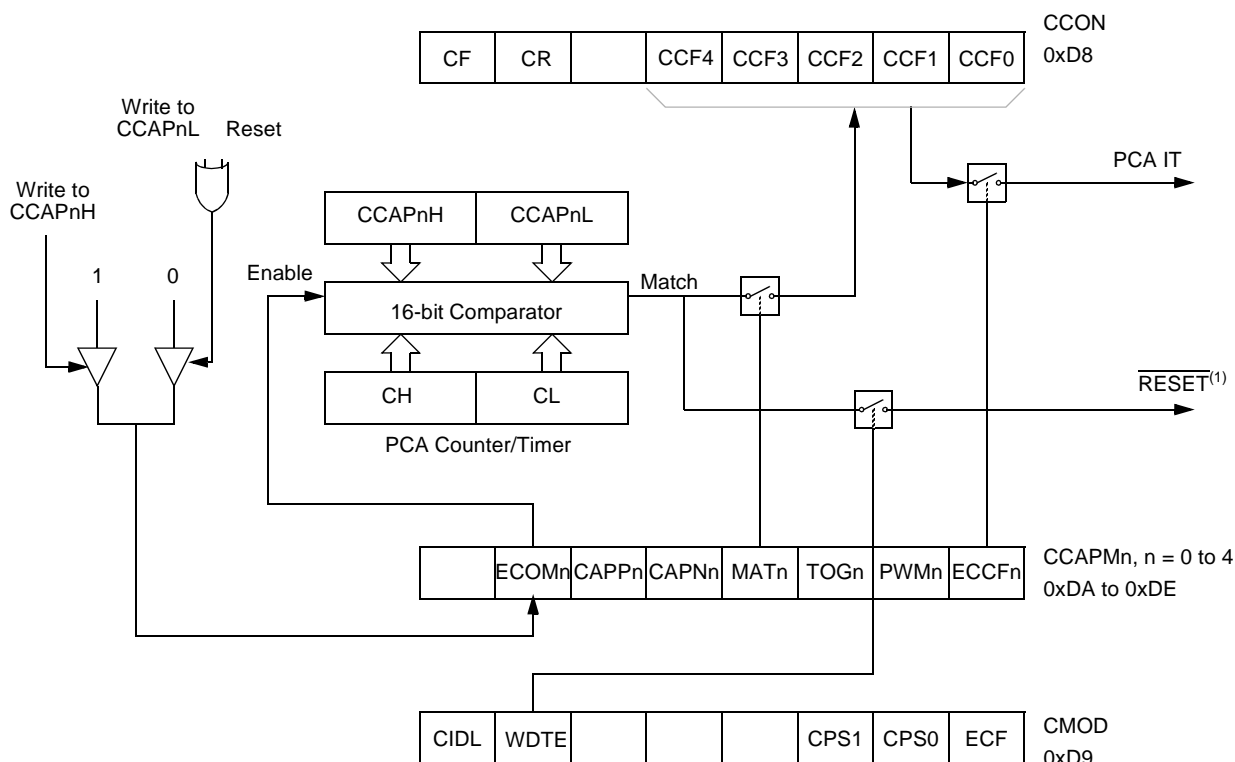 CCON
CF CR CCF4 CCF3 CCF2 CCF1 CCF0 0xD8
Write to
CCAPnL Reset
PCA IT
Write to
CCAPnH
CCAPnH CCAPnL
1 0 Enable Match
16-bit Comparator
CH CL
RESET(1)
PCA Counter/Timer
ECOMn CAPPn CAPNn MATn TOGn PWMn ECCFn CCAPMn, n = 0 to 4
0xDA to 0xDE
CIDL WDTE CPS1 CPS0 ECF CMOD
0xD9